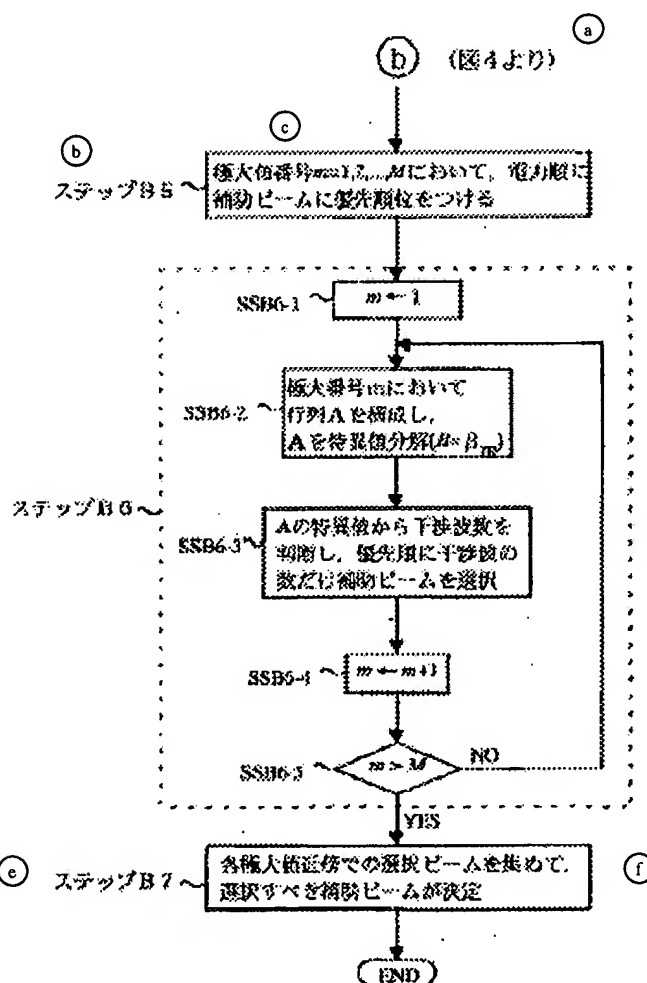 a
b (図4より)
c
b
ステップB5
極大値番号m=1,2,...,Mにおいて、電力順に
補助ビームに優先順位をつける
SSB6-1
m ← 1
SSB6-2
極大番号mにおいて
行列Aを構成し、
Aを特異値分解
ステップB6
SSB6-3
Aの特異値から干渉波数を
判断し、優先順に干渉波の
数だけ補助ビームを選択
SSB6-4
m ← m+1
SSB6-5
m > M
NO
YES
e
ステップB7
各極大値近傍での選択ビームを集めて、
選択すべき補助ビームが決定
f
END